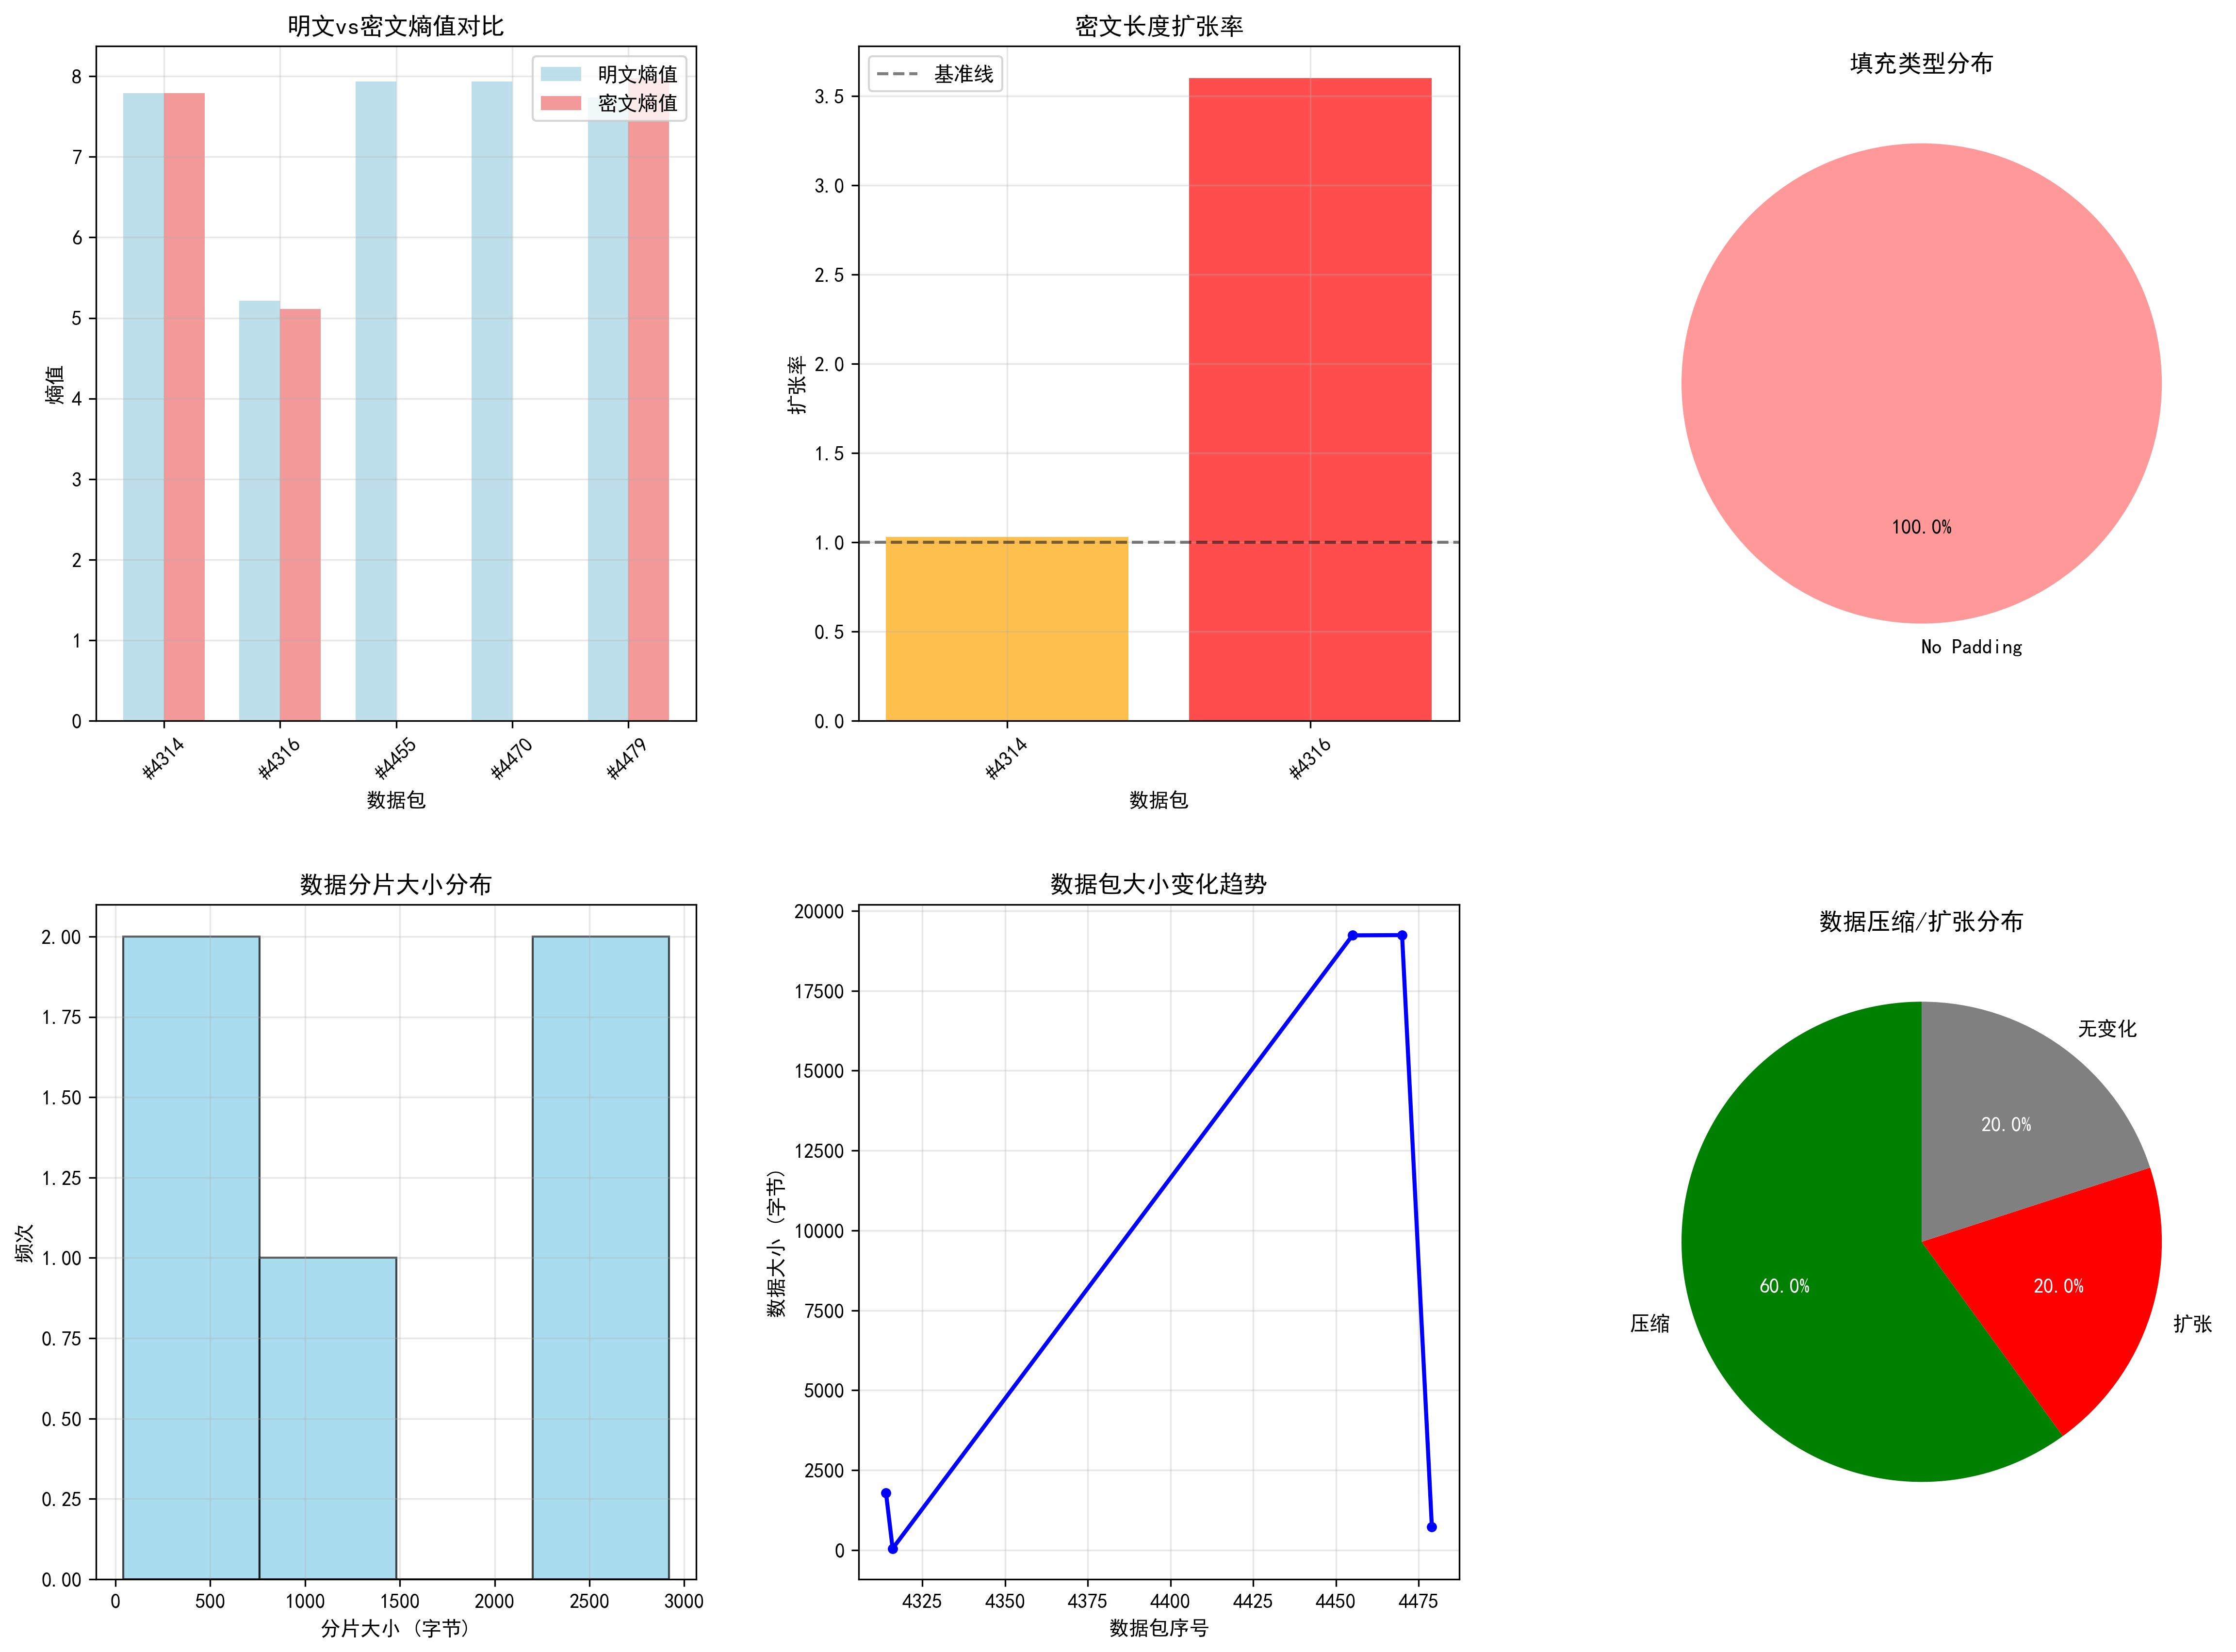 明文vs密文熵值对比
熵值
8
7
6
5
4
3
2
1
0
明文熵值
密文熵值
#4314
#4316
#4455
#4470
#4479
数据包
密文长度扩张率
扩张率
3.5
3.0
2.5
2.0
1.5
1.0
0.5
0.0
基准线
#4314
#4316
数据包
填充类型分布
100.0%
No Padding
数据分片大小分布
频次
2.00
1.75
1.50
1.25
1.00
0.75
0.50
0.25
0.00
0 500 1000 1500 2000 2500 3000
分片大小 (字节)
数据包大小变化趋势
数据大小 (字节)
20000
17500
15000
12500
10000
7500
5000
2500
0
4325 4350 4375 4400 4425 4450 4475
数据包序号
数据压缩/扩张分布
无变化
20.0%
60.0%
20.0%
压缩
扩张